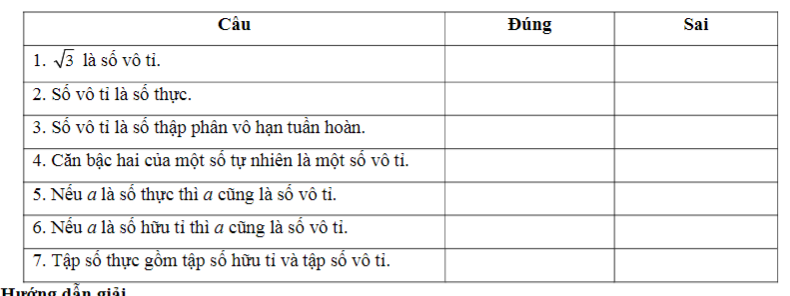 Câu Đúng Sai
1. √3 là số vô tỉ.
2. Số vô tỉ là số thực.
3. Số vô tỉ là số thập phân vô hạn tuần hoàn.
4. Căn bậc hai của một số tự nhiên là một số vô tỉ.
5. Nếu a là số thực thì a cũng là số vô tỉ.
6. Nếu a là số hữu tỉ thì a cũng là số vô tỉ.
7. Tập số thực gồm tập số hữu tỉ và tập số vô tỉ.
Hướng dẫn giải